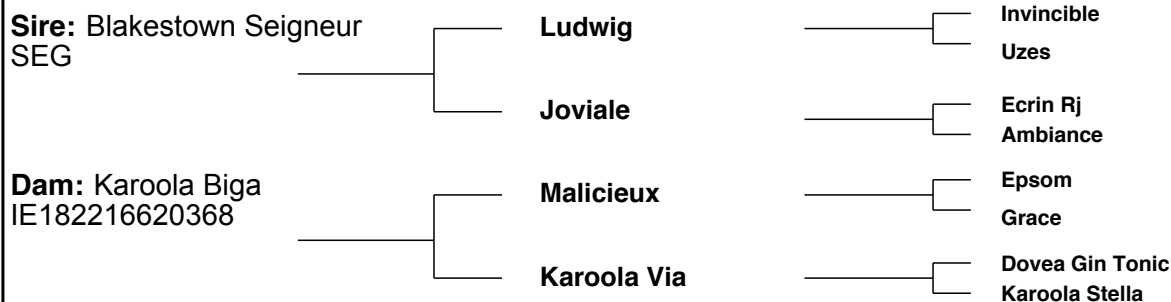 Sire: Blakestown Seigneur
SEG
Ludwig
Invincible
Uzes
Joviale
Ecrin Rj
Ambiance
Dam: Karoola Biga
IE182216620368
Malicieux
Epsom
Grace
Karoola Via
Dovea Gin Tonic
Karoola Stella